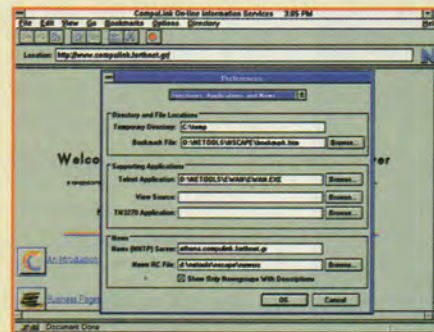 CompuLink On-line Information Services 3:05 PM
File Edit View Go Bookmarks Options Directory Help
Location: http://www.compulink.forthnet.gr/
Preferences
Directories, Applications and News
Directory and File Locations
Temporary Directory: C:\temp
Bookmark File: D:\NETOOLS\NSCAPE\bookmark.htm Browse...
Supporting Applications
Telnet Application: D:\NETOOLS\EWAN\EWAN.EXE Browse...
View Source: Browse...
TN3270 Application: Browse...
News
News (NNTP) Server: athena.compulink.forthnet.gr
News RC File: d:\netools\nscape\newsrc Browse...
Show Only Newsgroups With Descriptions
OK Cancel
Welco
er
An Introduction
Business Pages
Document Done